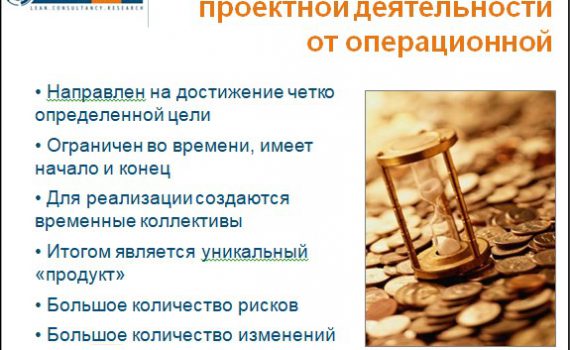 LEAN.CONSULTANCY.RESEARCH
проектной деятельности
от операционной
• Направлен на достижение четко
определенной цели
• Ограничен во времени, имеет
начало и конец
• Для реализации создаются
временные коллективы
• Итогом является уникальный
«продукт»
• Большое количество рисков
• Большое количество изменений